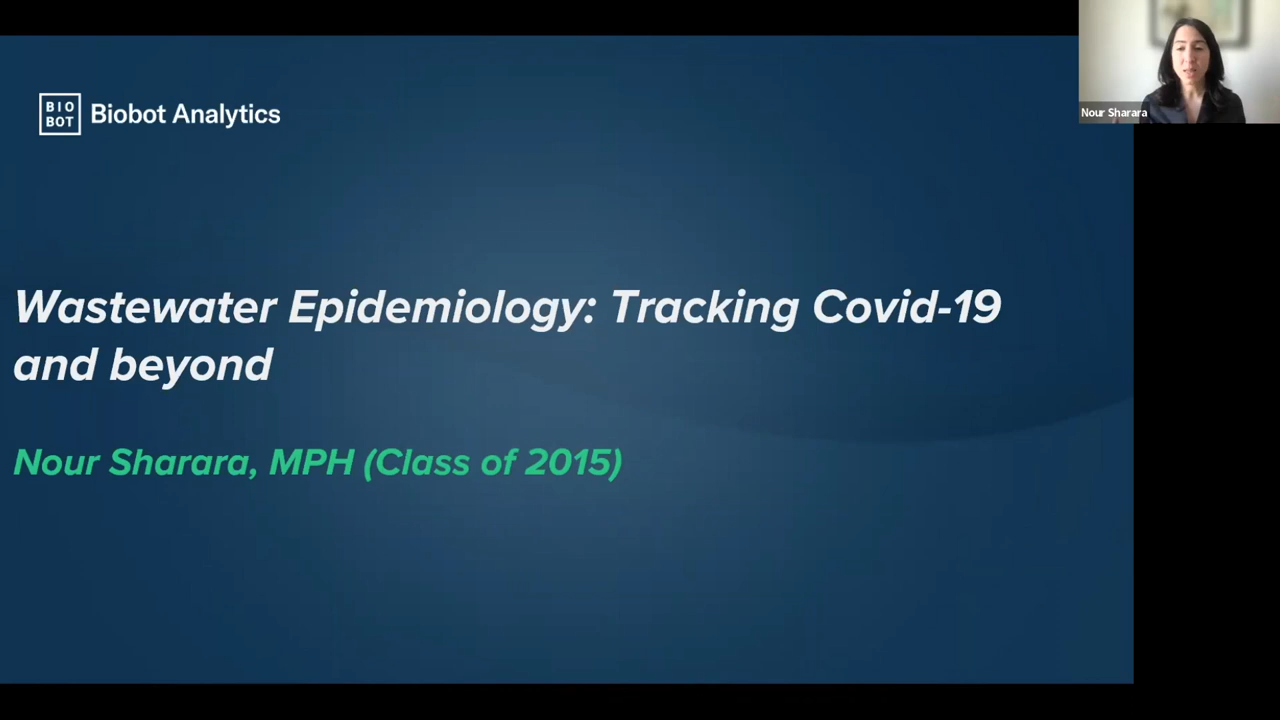 BIO
BOT
Biobot Analytics
Nour Sharara
Wastewater Epidemiology: Tracking Covid-19
and beyond
Nour Sharara, MPH (Class of 2015)